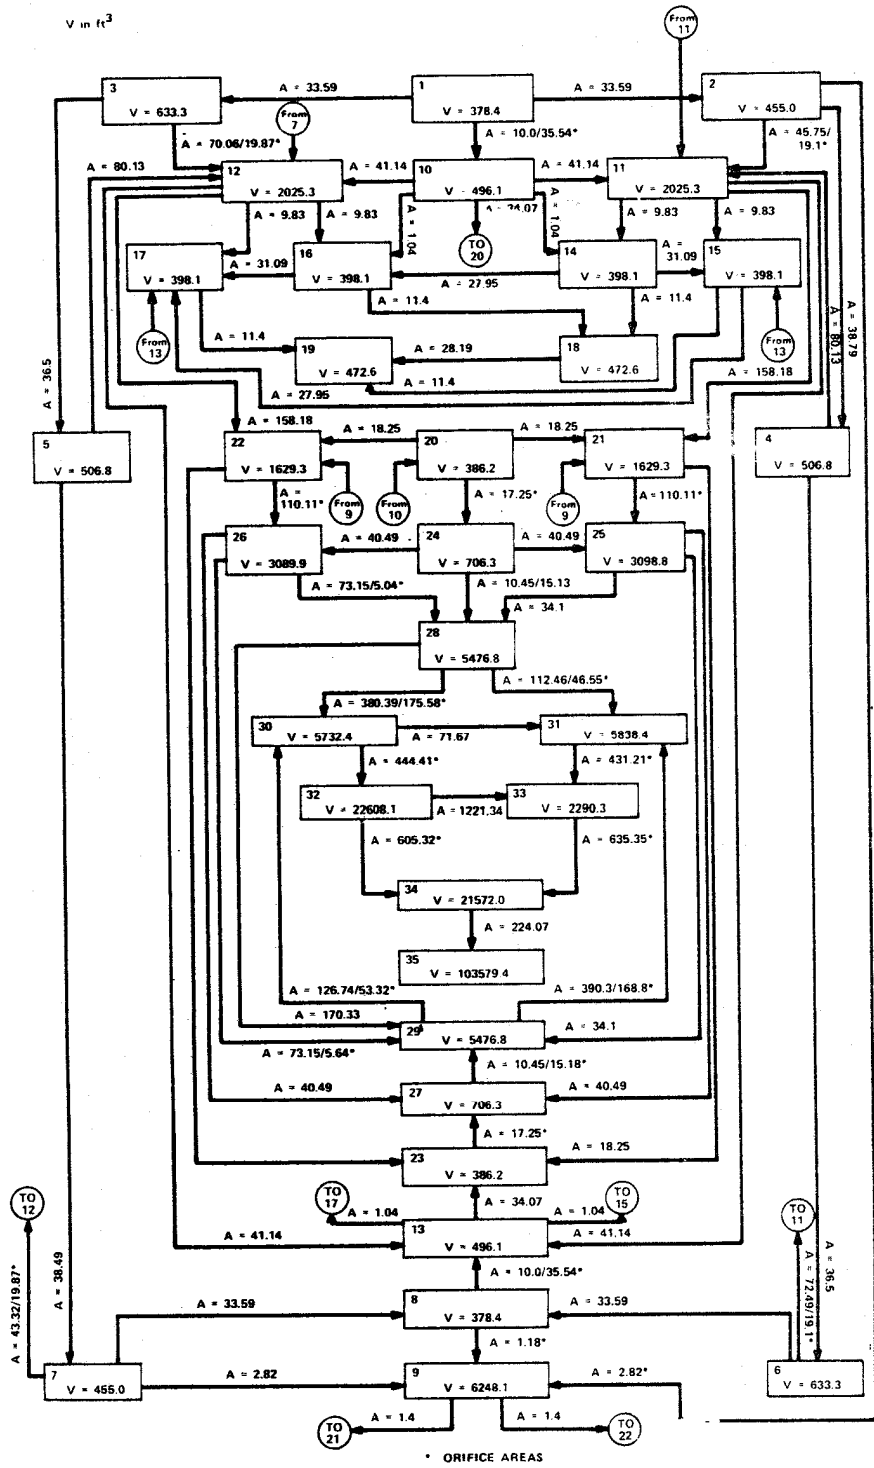 V in ft3
From 11
3
V = 633.3
A = 33.59
1
V = 378.4
A = 33.59
2
V = 455.0
From 7
A = 70.06/19.87*
A = 10.0/35.54*
A = 45.75/
19.1*
A = 80.13
12
V = 2025.3
A = 41.14
10
V = 496.1
A = 41.14
11
V = 2025.3
A = 9.83
A = 9.83
A = 1.04
34.07
A = 1.04
A = 9.83
A = 9.83
TO 20
17
V = 398.1
A = 31.09
16
V = 398.1
A = 27.95
14
V = 398.1
A = 31.09
15
V = 398.1
A = 11.4
A = 11.4
From 13
A = 11.4
19
V = 472.6
A = 28.19
18
V = 472.6
From 13
A = 36.5
A = 80.13
A = 38.79
A = 27.95
A = 11.4
A = 158.18
5
V = 506.8
A = 158.18
22
V = 1629.3
A = 18.25
20
V = 386.2
A = 18.25
21
V = 1629.3
4
V = 506.8
A = 110.11*
From 9
From 10
A = 17.25*
From 9
A = 110.11*
26
V = 3089.9
A = 40.49
24
V = 706.3
A = 40.49
25
V = 3098.8
A = 73.15/5.04*
A = 10.45/15.13
A = 34.1
28
V = 5476.8
A = 112.46/46.55*
A = 380.39/175.58*
30
V = 5732.4
A = 71.67
31
V = 5838.4
A = 444.41*
A = 431.21*
32
V = 22608.1
A = 1221.34
33
V = 2290.3
A = 605.32*
A = 635.35*
34
V = 21572.0
A = 224.07
35
V = 103579.4
A = 126.74/53.32*
A = 390.3/168.8*
A = 170.33
29
V = 5476.8
A = 34.1
A = 73.15/5.64*
A = 10.45/15.18*
A = 40.49
27
V = 706.3
A = 40.49
A = 17.25*
23
V = 386.2
A = 18.25
TO 12
TO 17
A = 34.07
TO 15
TO 11
A = 1.04
A = 1.04
A = 41.14
13
V = 496.1
A = 41.14
A = 43.32/19.87*
A = 38.49
A = 10.0/35.54*
A = 72.49/19.1*
A = 36.5
A = 33.59
8
V = 378.4
A = 33.59
A = 1.18*
7
V = 455.0
A = 2.82
9
V = 6248.1
A = 2.82*
6
V = 633.3
TO 21
A = 1.4
A = 1.4
TO 22
* ORIFICE AREAS